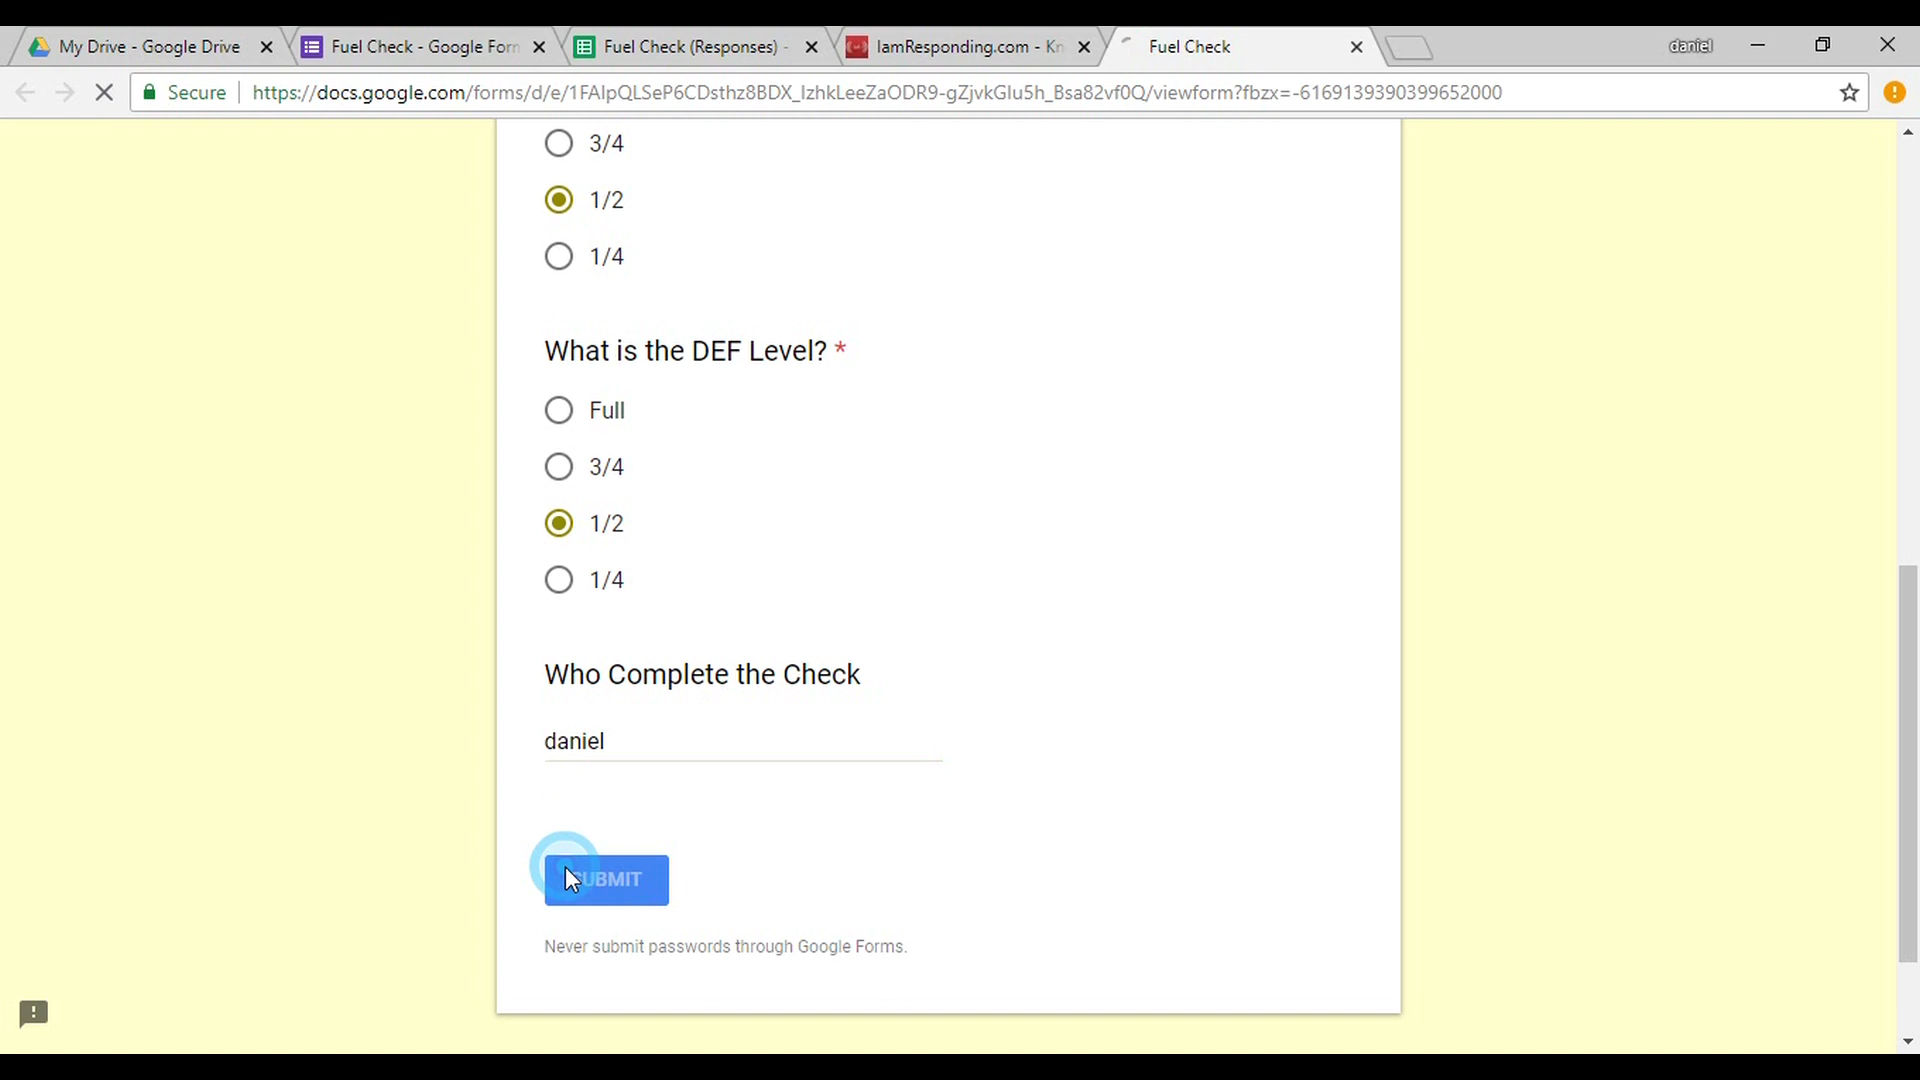 My Drive - Google Drive
Fuel Check - Google Forn
Fuel Check (Responses) -
IamResponding.com - Kn
Fuel Check
daniel
Secure
https://docs.google.com/forms/d/e/1FAIpQLSeP6CDsthz8BDX_IzhkLeeZaODR9-gZjvkGIu5h_Bsa82vf0Q/viewform?fbzx=-6169139390399652000
3/4
1/2
1/4
What is the DEF Level? *
Full
3/4
1/2
1/4
Who Complete the Check
daniel
SUBMIT
Never submit passwords through Google Forms.